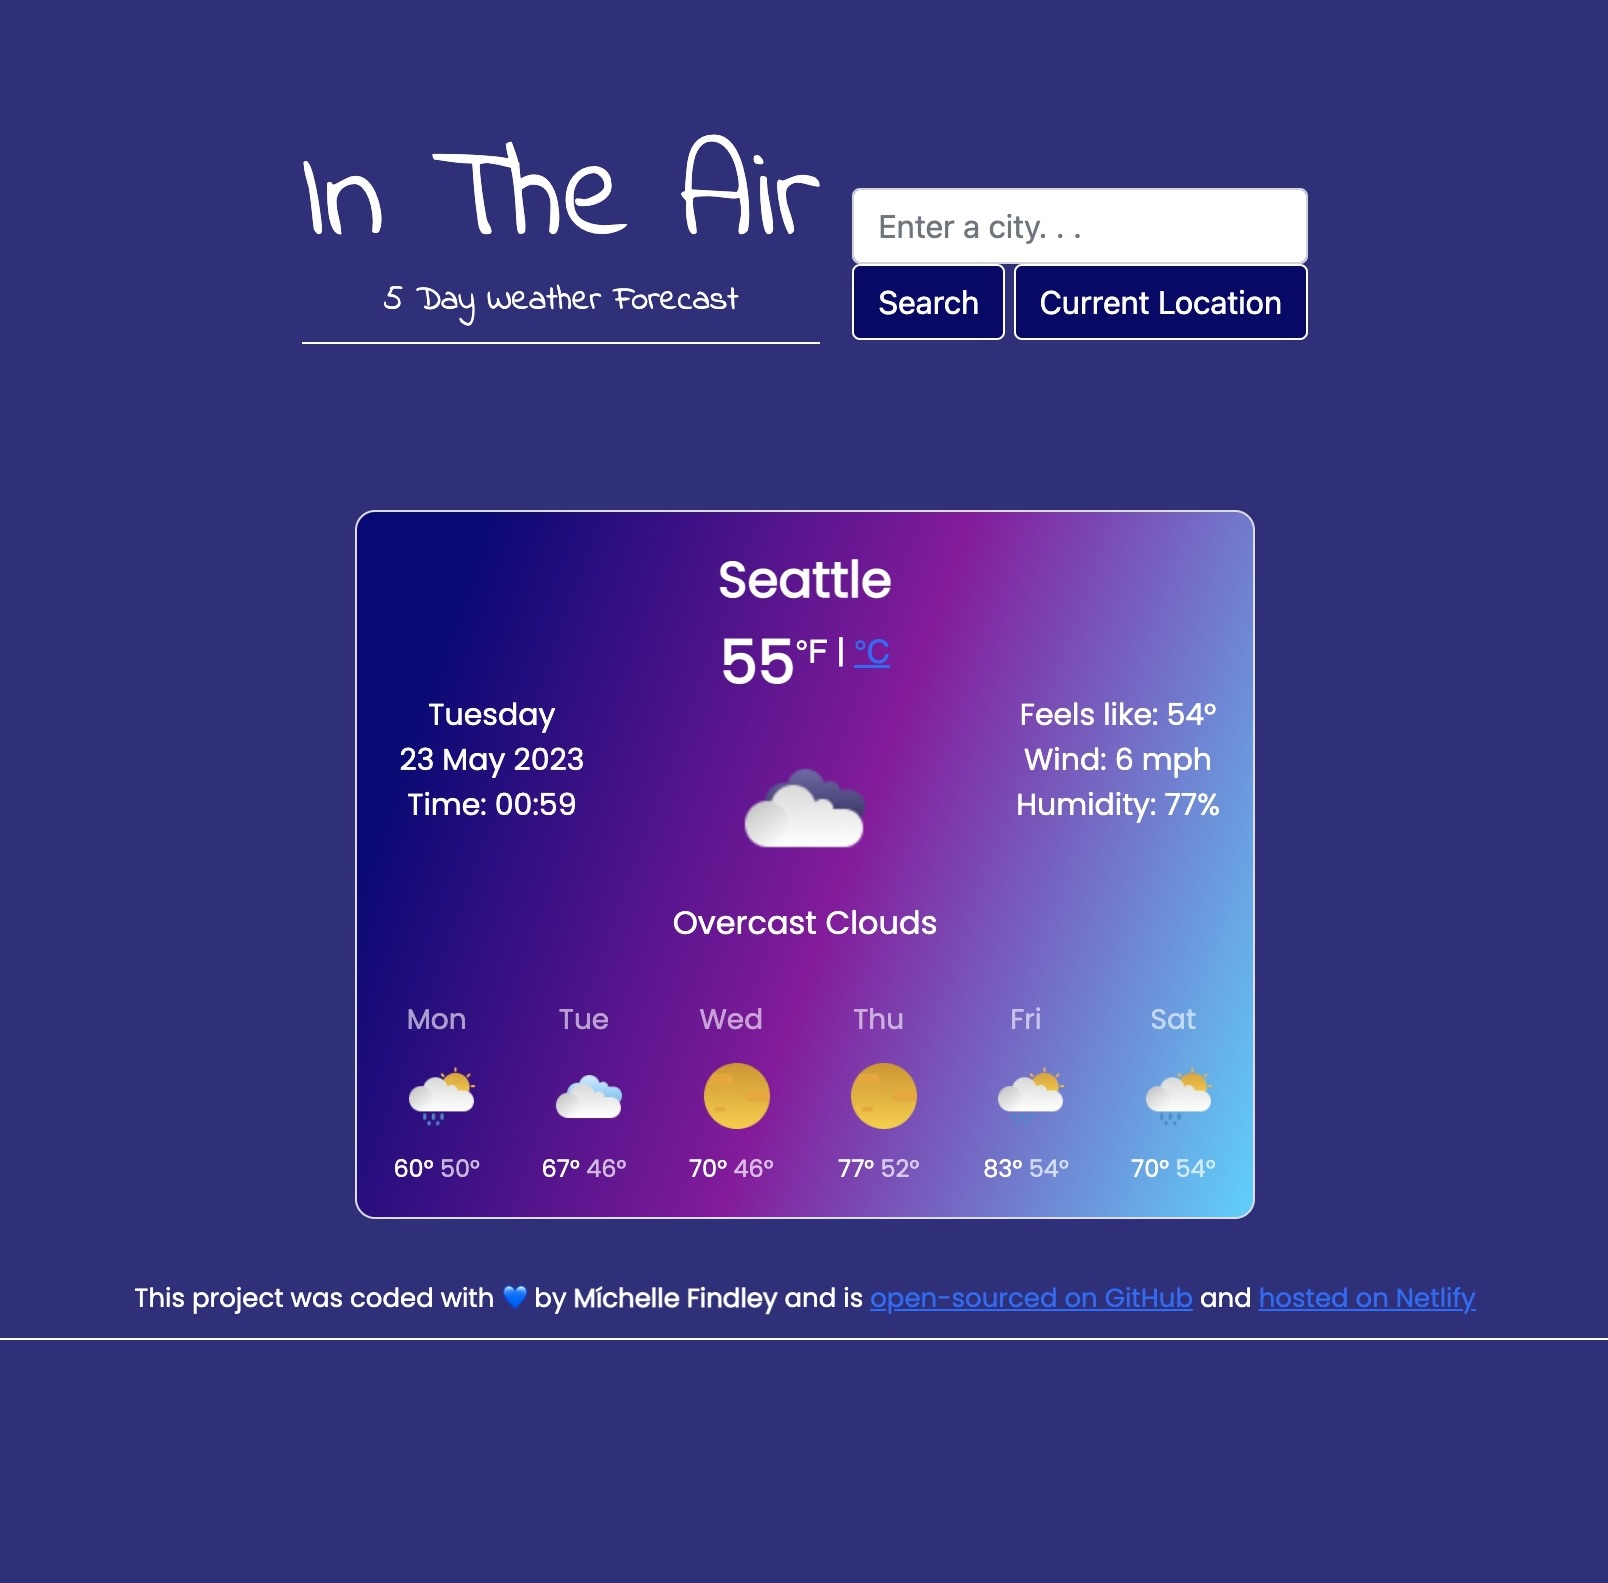 In The Air
5 Day Weather Forecast
Enter a city. . .
Search Current Location
Seattle
55°F | °C
Tuesday
23 May 2023
Time: 00:59
Feels like: 54°
Wind: 6 mph
Humidity: 77%
Overcast Clouds
Mon Tue Wed Thu Fri Sat
60° 50° 67° 46° 70° 46° 77° 52° 83° 54° 70° 54°
This project was coded with 💙 by Míchelle Findley and is open-sourced on GitHub and hosted on Netlify